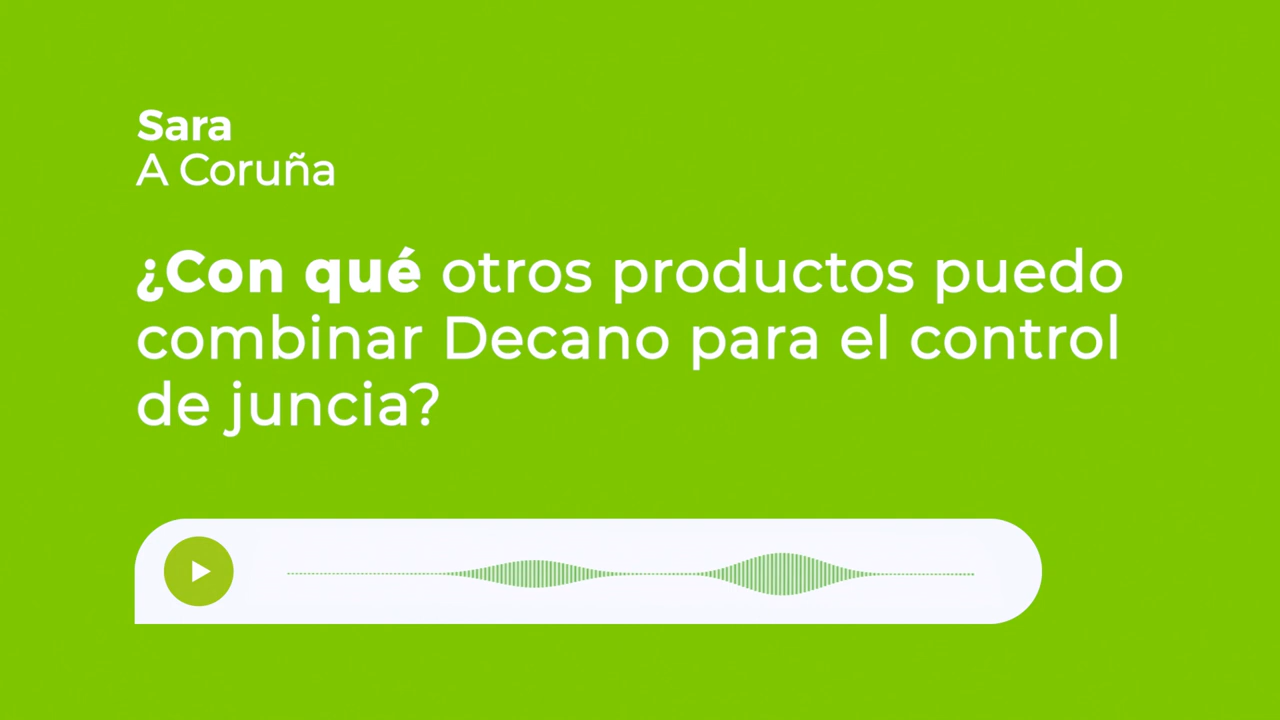 Sara
A Coruña
¿Con qué otros productos puedo
combinar Decano para el control
de juncia?